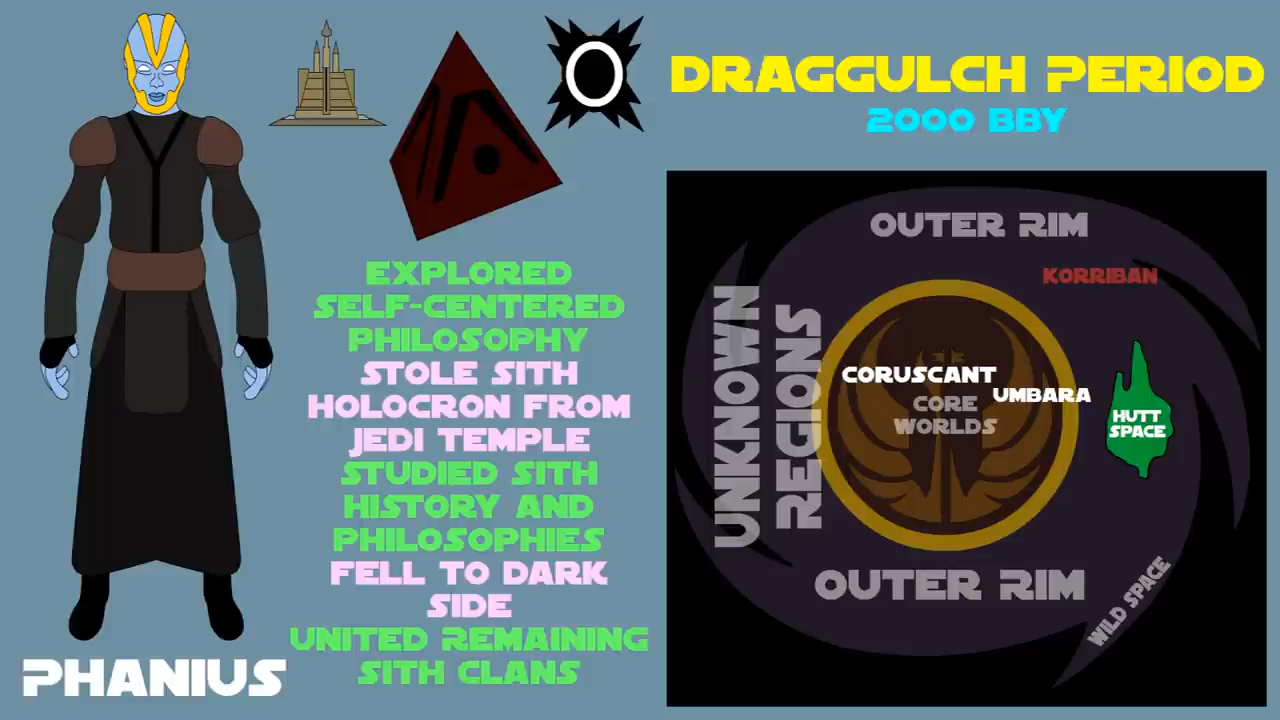 DRAGGULCH PERIOD
2000 BBY
EXPLORED
SELF-CENTERED
PHILOSOPHY
STOLE SITH
HOLOCRON FROM
JEDI TEMPLE
STUDIED SITH
HISTORY AND
PHILOSOPHIES
FELL TO DARK
SIDE
UNITED REMAINING
SITH CLANS
PHANIUS
OUTER RIM
KORRIBAN
UNKNOWN
REGIONS
CORUSCANT
UMBARA
CORE
WORLDS
HUTT
SPACE
OUTER RIM
WILD SPACE